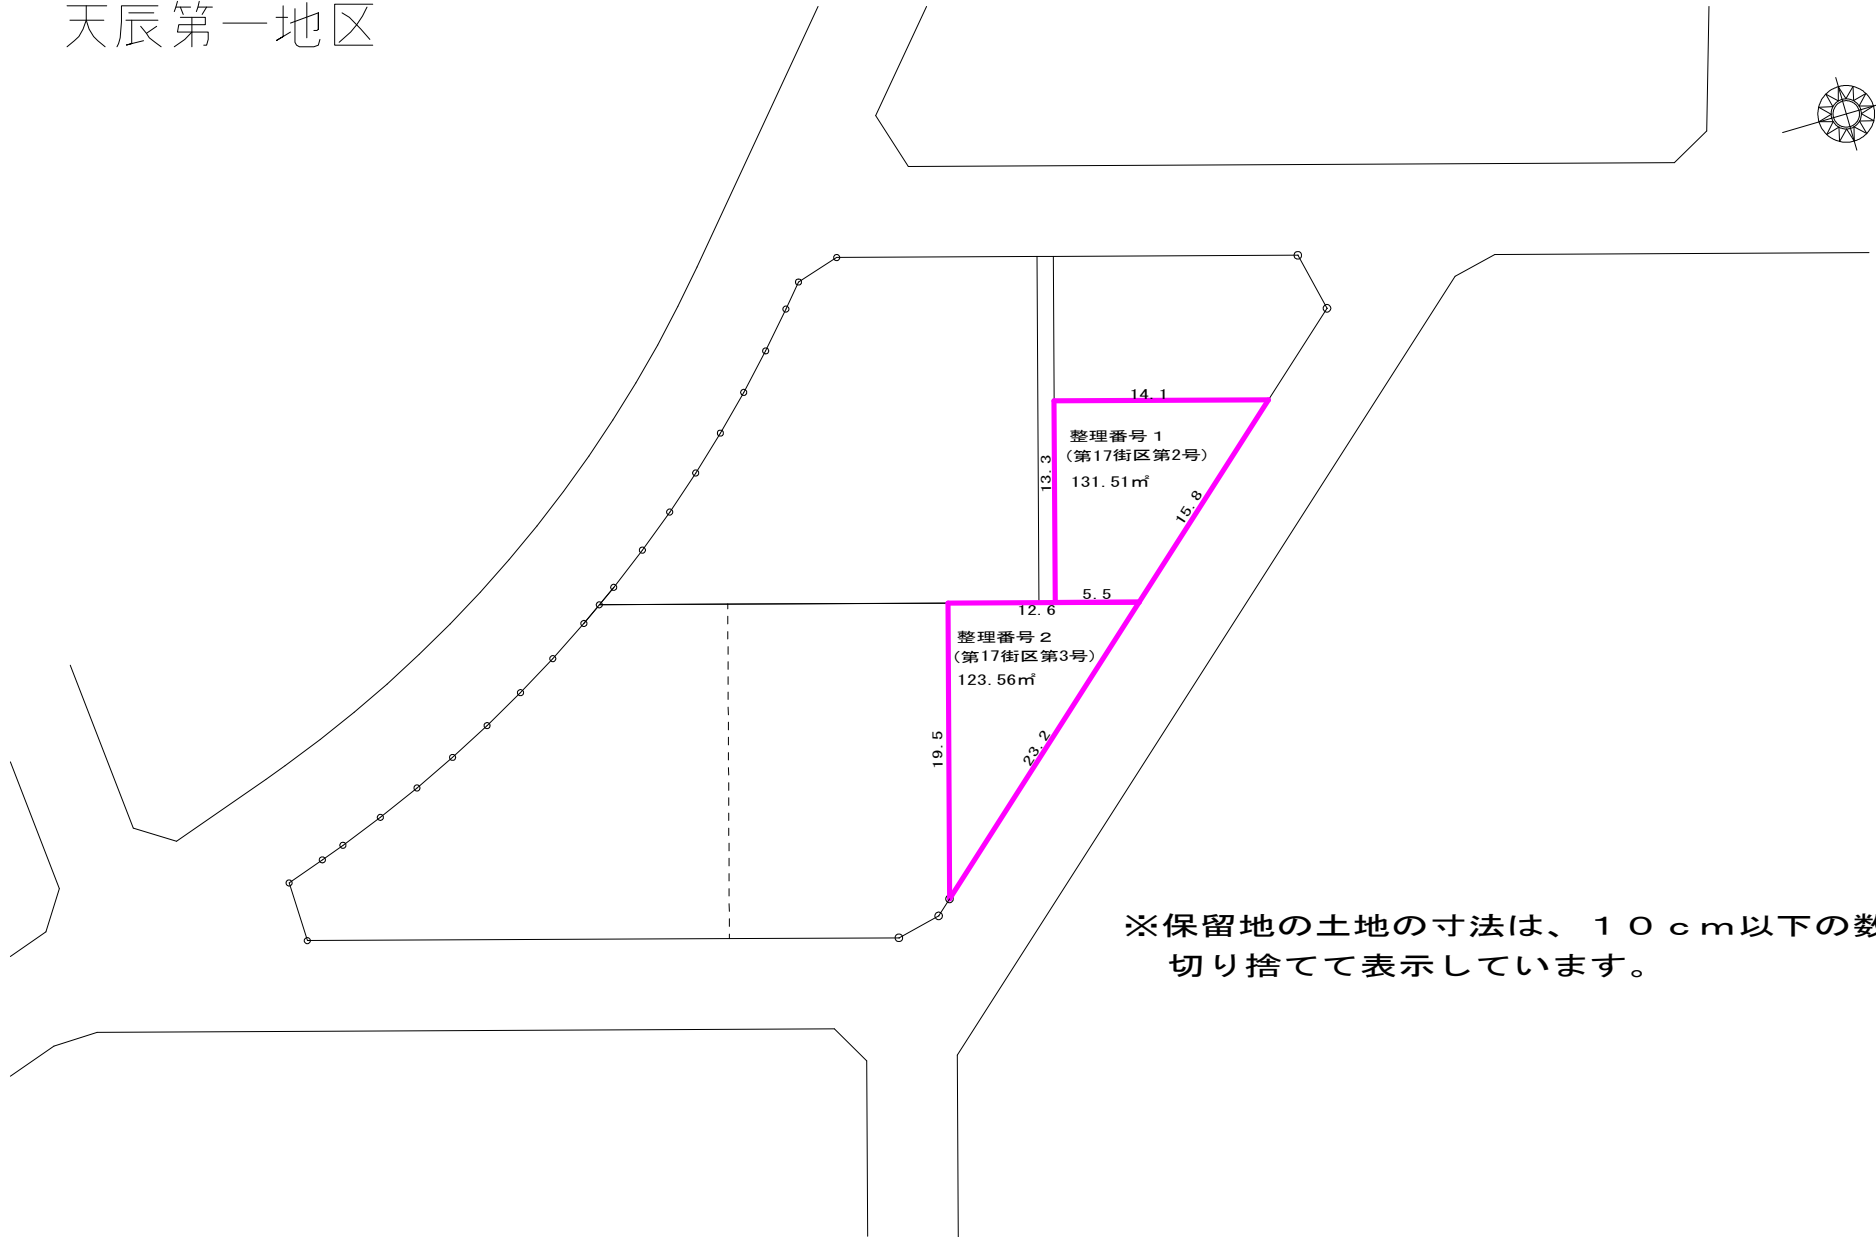 天辰第一地区
14.1
整理番号１
(第17街区第2号)
131.51㎡
13.3
15.8
5.5
12.6
整理番号２
(第17街区第3号)
123.56㎡
19.5
23.2
※保留地の土地の寸法は、１０ｃｍ以下の数
切り捨てて表示しています。